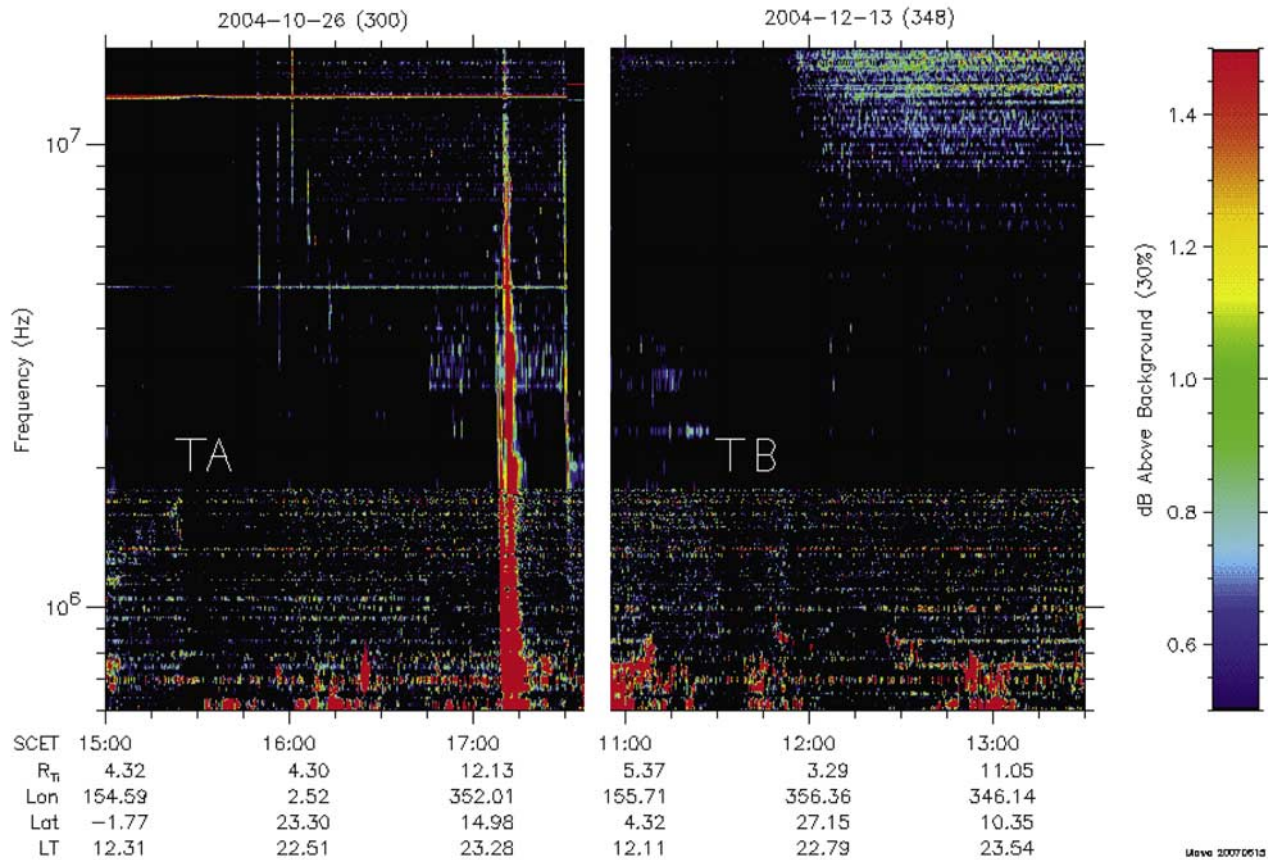 2004-10-26 (300)
2004-12-13 (348)
10⁷
10⁶
Frequency (Hz)
TA
TB
1.4
1.2
1.0
0.8
0.6
dB Above Background (30%)
SCET 15:00 16:00 17:00 11:00 12:00 13:00
R_Ti 4.32 4.30 12.13 5.37 3.29 11.05
Lon 154.59 2.52 352.01 155.71 356.36 346.14
Lat −1.77 23.30 14.98 4.32 27.15 10.35
LT 12.31 22.51 23.28 12.11 22.79 23.54